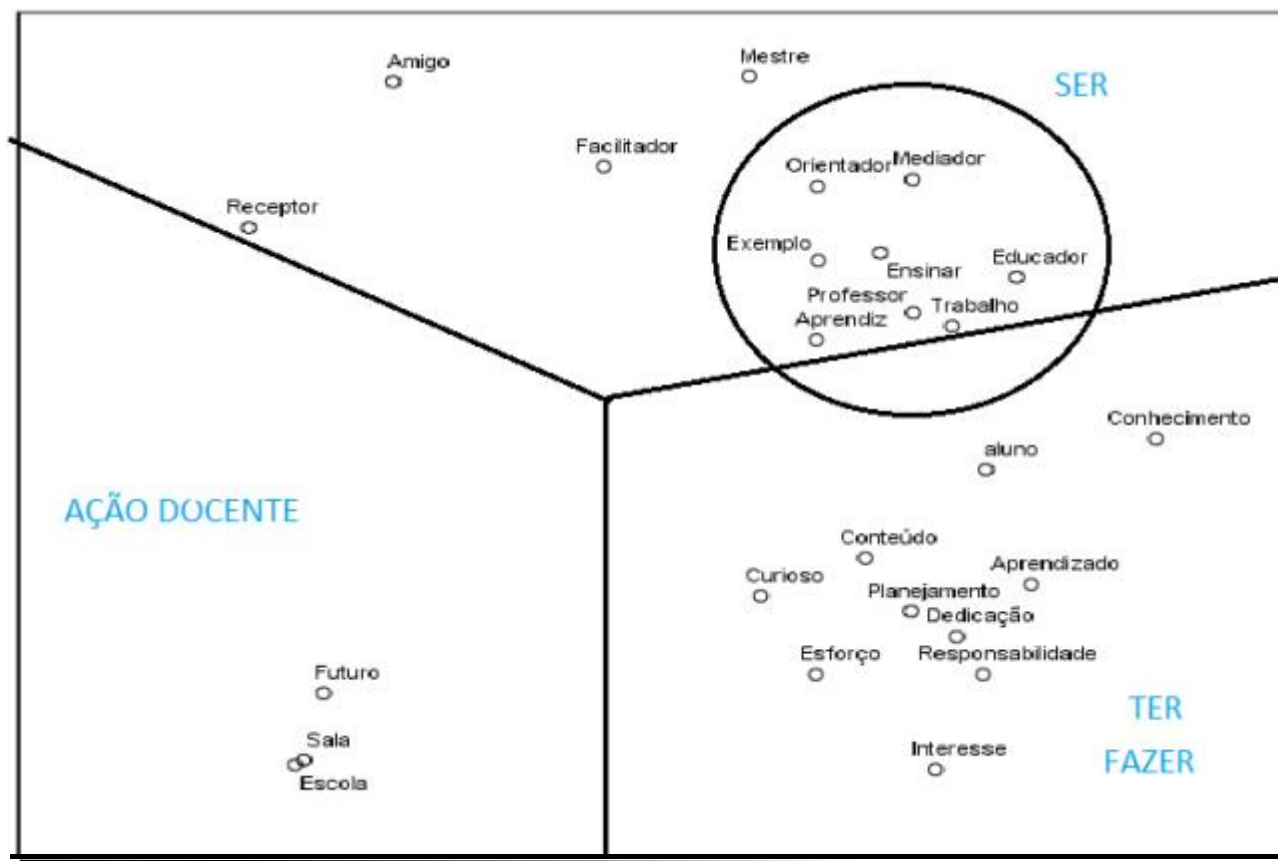 Amigo
Mestre
SER
Facilitador
Orientador
Mediador
Receptor
Exemplo
Ensinar
Educador
Professor
Trabalho
Aprendiz
Conhecimento
aluno
AÇÃO DOCENTE
Conteúdo
Aprendizado
Curioso
Planejamento
Dedicação
Esforço
Responsabilidade
Futuro
TER
Sala
Interesse
FAZER
Escola